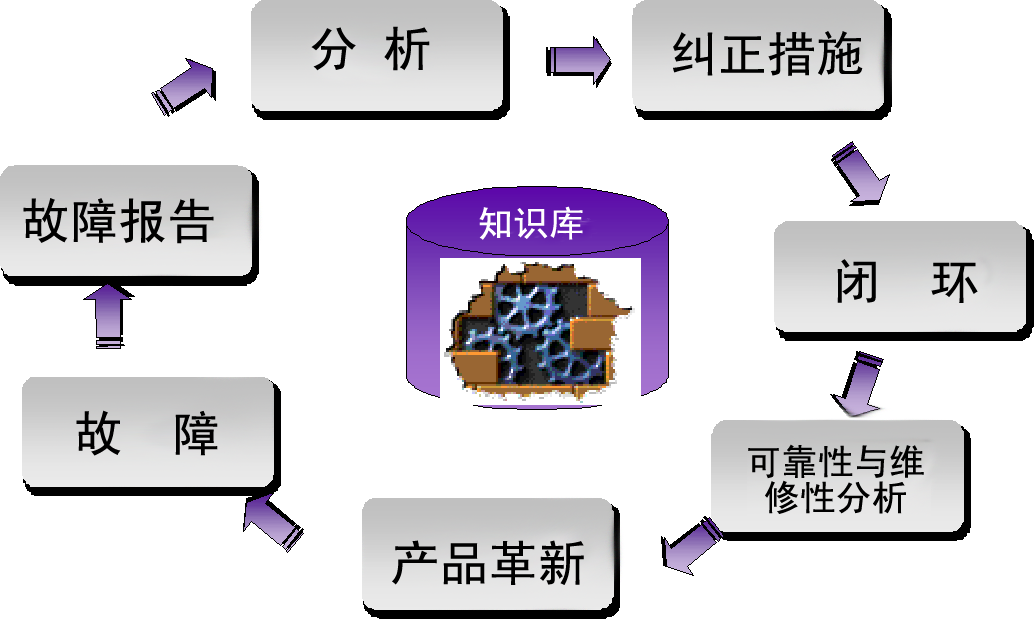 分 析
纠正措施
故障报告
知识库
闭 环
故 障
可靠性与维
修性分析
产品革新